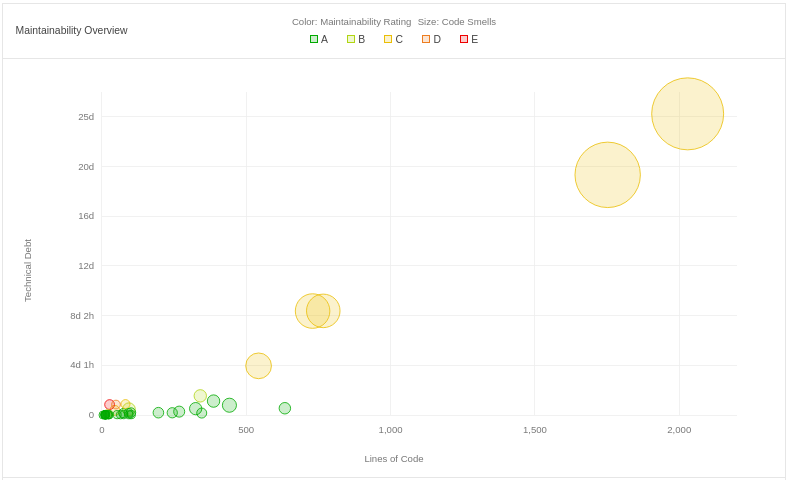 Color: Maintainability Rating Size: Code Smells
Maintainability Overview
A B C D E
25d
20d
16d
12d
8d 2h
4d 1h
0
Technical Debt
0 500 1,000 1,500 2,000
Lines of Code